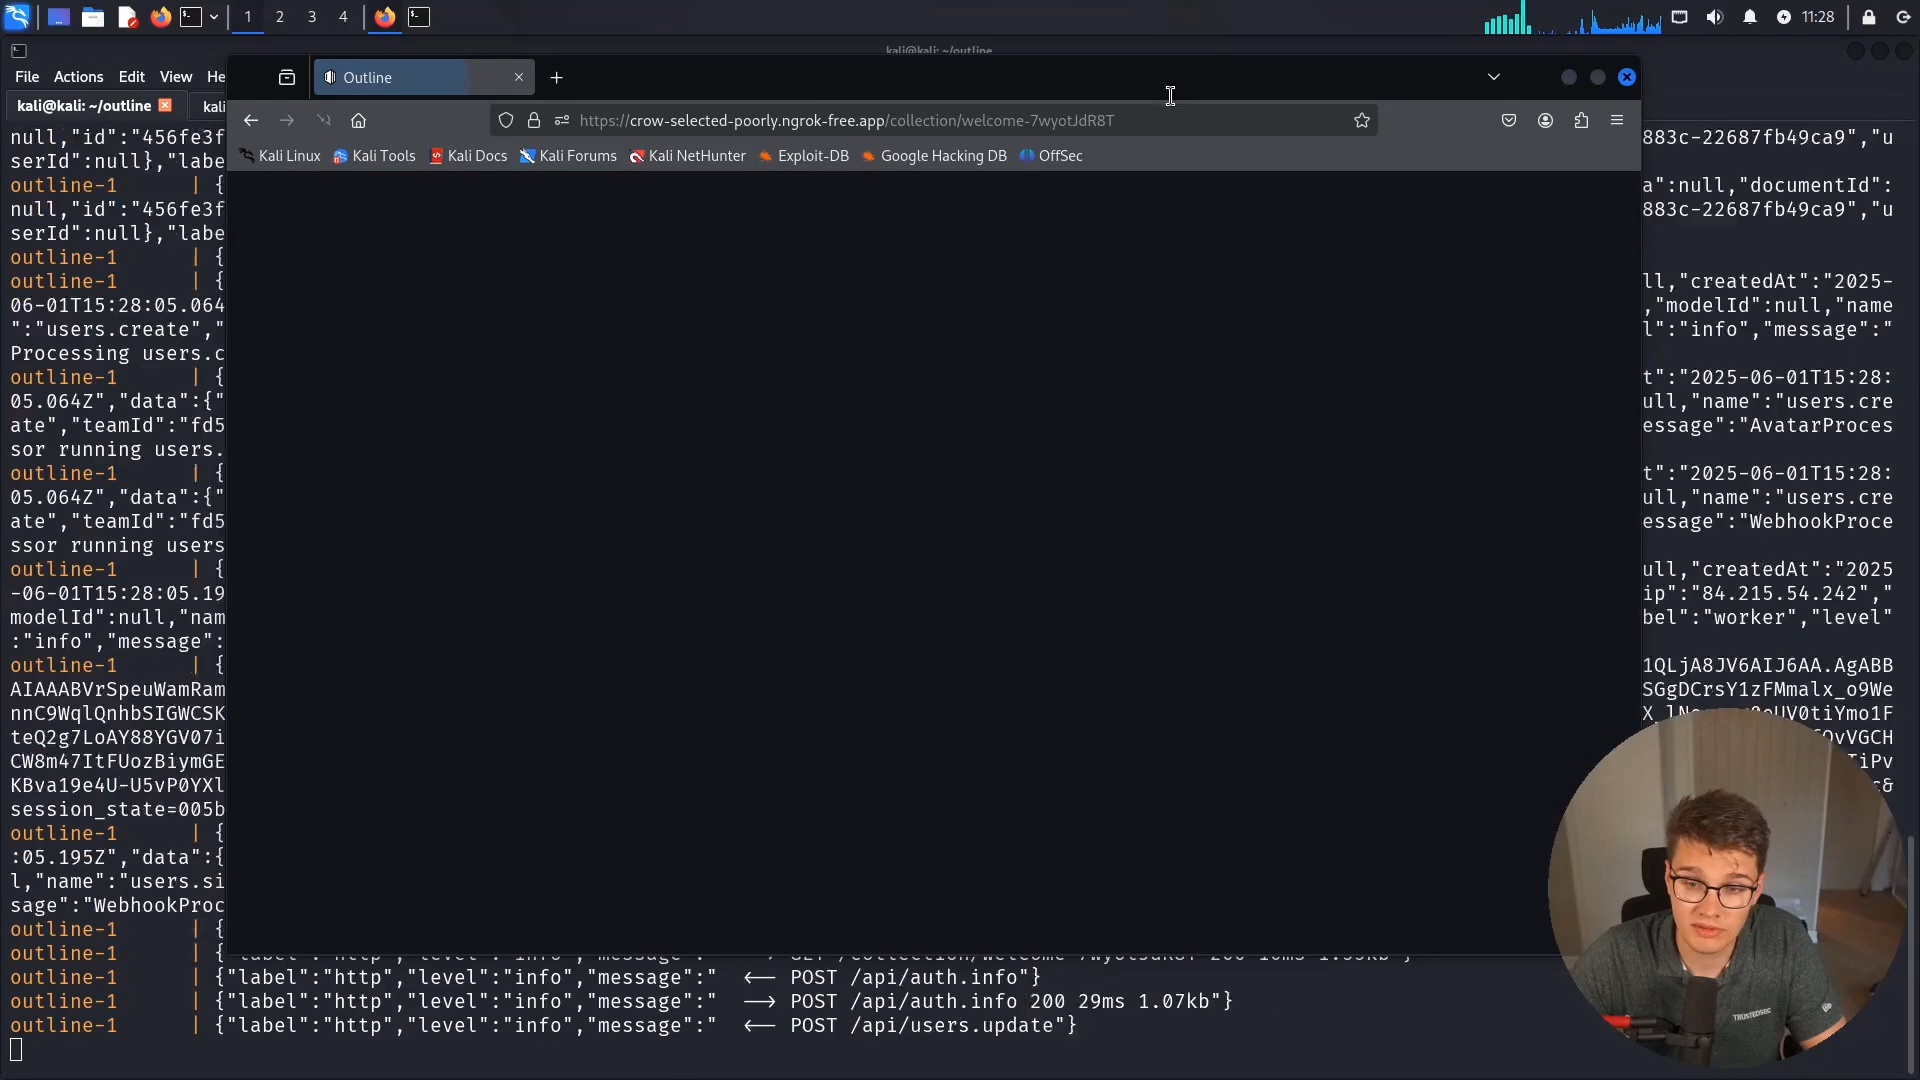 1 2 3 4
11:28
kali@kali: ~/outline
File Actions Edit View He
kali@kali: ~/outline
kal
Outline
https://crow-selected-poorly.ngrok-free.app/collection/welcome-7wyotJdR8T
Kali Linux Kali Tools Kali Docs Kali Forums Kali NetHunter Exploit-DB Google Hacking DB OffSec
null,"id":"456fe3f 883c-22687fb49ca9","u
serId":null},"labe
outline-1 | { a":null,"documentId":
null,"id":"456fe3f 883c-22687fb49ca9","u
serId":null},"labe
outline-1 | {
outline-1 | { ll,"createdAt":"2025-
06-01T15:28:05.064 ,"modelId":null,"name
":"users.create"," l":"info","message":"
Processing users.c
outline-1 | { t":"2025-06-01T15:28:
05.064Z","data":{" ull,"name":"users.cre
ate","teamId":"fd5 essage":"AvatarProces
sor running users.
outline-1 | { t":"2025-06-01T15:28:
05.064Z","data":{" ull,"name":"users.cre
ate","teamId":"fd5 essage":"WebhookProce
ssor running users
outline-1 | { ull,"createdAt":"2025
-06-01T15:28:05.19 ip":"84.215.54.242","
modelId":null,"nam bel":"worker","level"
:"info","message":
outline-1 | { 1QLjA8JV6AIJ6AA.AgABB
AIAAABVrSpeuWamRam SGgDCrsY1zFMmalx_o9We
nnC9WqlQnhbSIGWCSK UV0tiYmo1F
teQ2g7LoAY88YGV07i vVGCH
CW8m47ItFUozBiymGE TiPv
KBva19e4U-U5vP0YXl &
session_state=005b
outline-1 | {
:05.195Z","data":{
l,"name":"users.si
sage":"WebhookProc
outline-1 | {
outline-1 | {
outline-1 | {"label":"http","level":"info","message":" <-- POST /api/auth.info"}
outline-1 | {"label":"http","level":"info","message":" --> POST /api/auth.info 200 29ms 1.07kb"}
outline-1 | {"label":"http","level":"info","message":" <-- POST /api/users.update"}
TRUSTEDSEC